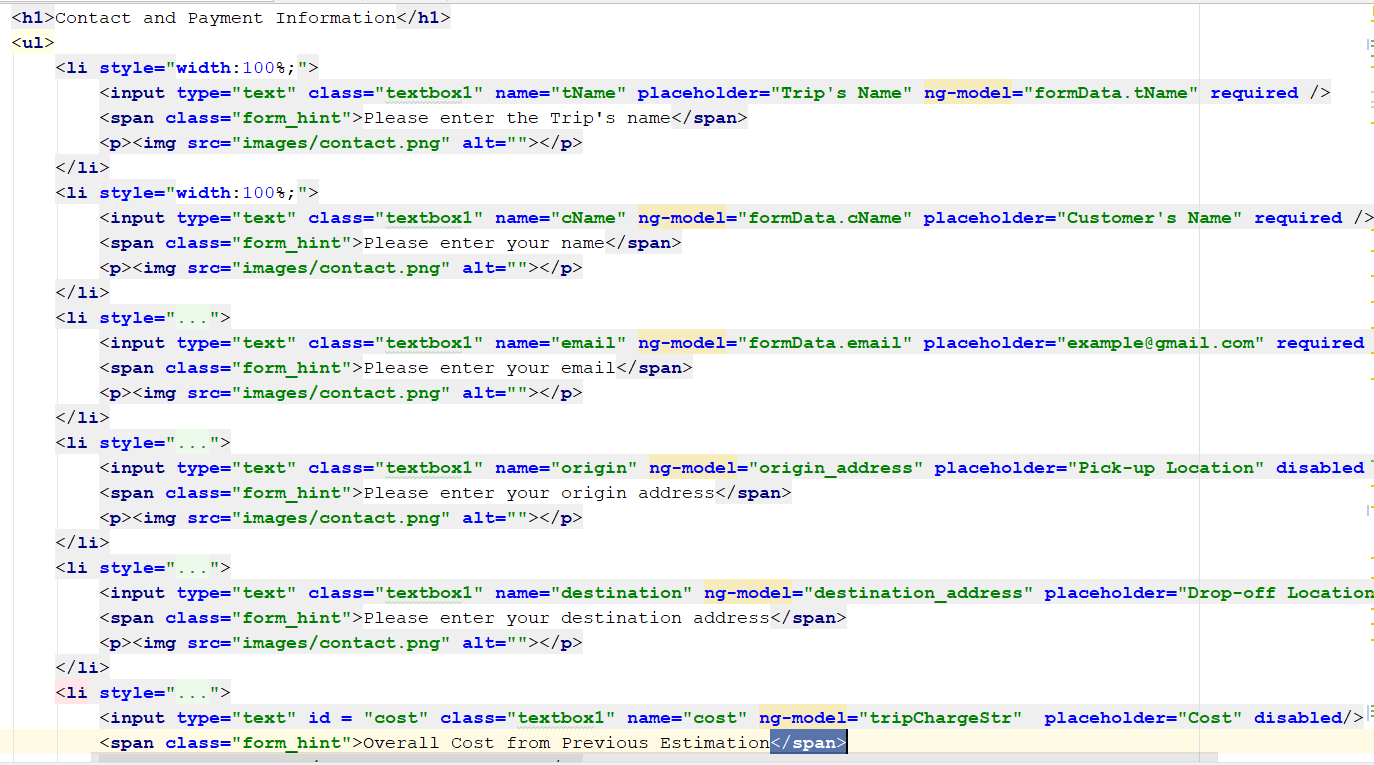 <h1>Contact and Payment Information</h1>
<ul>
<li style="width:100%;">
<input type="text" class="textbox1" name="tName" placeholder="Trip's Name" ng-model="formData.tName" required />
<span class="form_hint">Please enter the Trip's name</span>
<p><img src="images/contact.png" alt=""></p>
</li>
<li style="width:100%;">
<input type="text" class="textbox1" name="cName" ng-model="formData.cName" placeholder="Customer's Name" required />
<span class="form_hint">Please enter your name</span>
<p><img src="images/contact.png" alt=""></p>
</li>
<li style="...">
<input type="text" class="textbox1" name="email" ng-model="formData.email" placeholder="example@gmail.com" required
<span class="form_hint">Please enter your email</span>
<p><img src="images/contact.png" alt=""></p>
</li>
<li style="...">
<input type="text" class="textbox1" name="origin" ng-model="origin_address" placeholder="Pick-up Location" disabled
<span class="form_hint">Please enter your origin address</span>
<p><img src="images/contact.png" alt=""></p>
</li>
<li style="...">
<input type="text" class="textbox1" name="destination" ng-model="destination_address" placeholder="Drop-off Location
<span class="form_hint">Please enter your destination address</span>
<p><img src="images/contact.png" alt=""></p>
</li>
<li style="...">
<input type="text" id = "cost" class="textbox1" name="cost" ng-model="tripChargeStr"  placeholder="Cost" disabled/>
<span class="form_hint">Overall Cost from Previous Estimation</span>